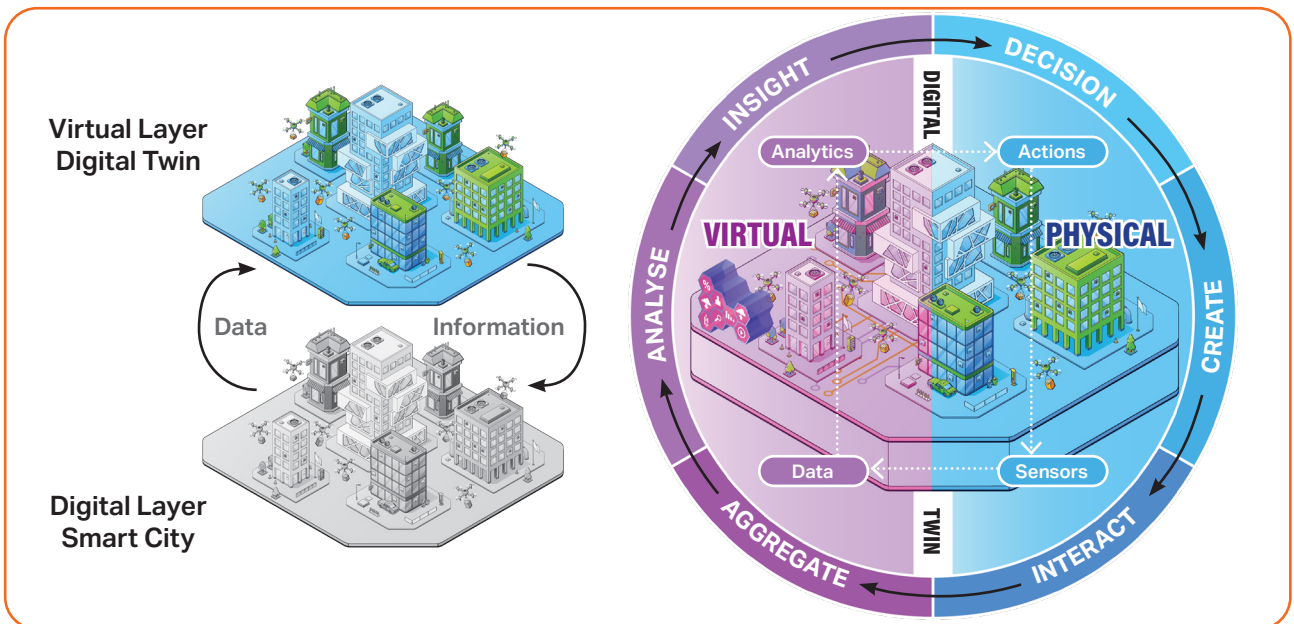 Virtual Layer
Digital Twin
Data
Information
Digital Layer
Smart City
INSIGHT
DECISION
CREATE
INTERACT
AGGREGATE
ANALYSE
DIGITAL
TWIN
Analytics
Actions
VIRTUAL
PHYSICAL
Data
Sensors